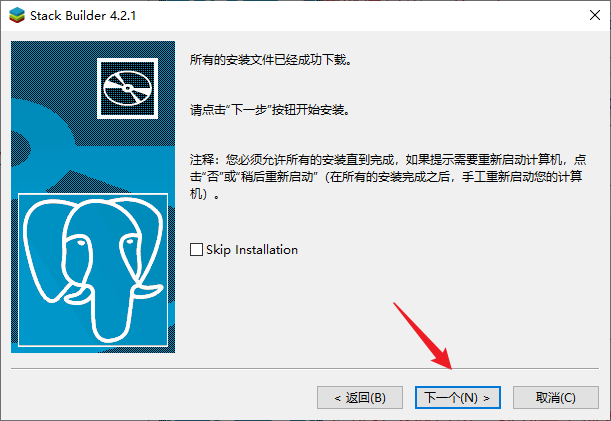 Stack Builder 4.2.1
所有的安装文件已经成功下载。
请点击“下一步”按钮开始安装。
注释：您必须允许所有的安装直到完成，如果提示需要重新启动计算机，点
击“否”或“稍后重新启动”（在所有的安装完成之后，手工重新启动您的计算
机）。
Skip Installation
< 返回(B)
下一个(N) >
取消(C)